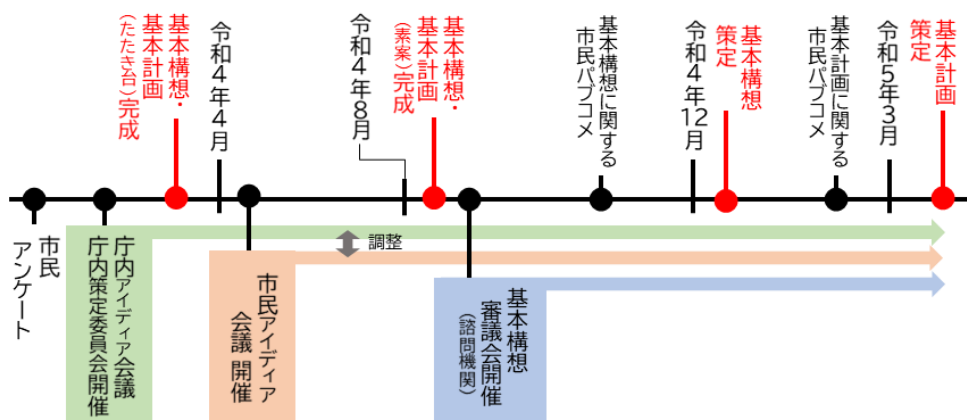 基本構想・
基本計画
(たたき台)完成
令和4年4月
令和4年8月
基本構想・
基本計画
(素案)完成
基本構想に関する
市民パブコメ
令和4年12月
基本構想
策定
基本計画に関する
市民パブコメ
令和5年3月
基本計画
策定
調整
市民
アンケート
庁内アイディア会議
庁内策定委員会開催
市民アイディア
会議 開催
基本構想
審議会開催
(諮問機関)